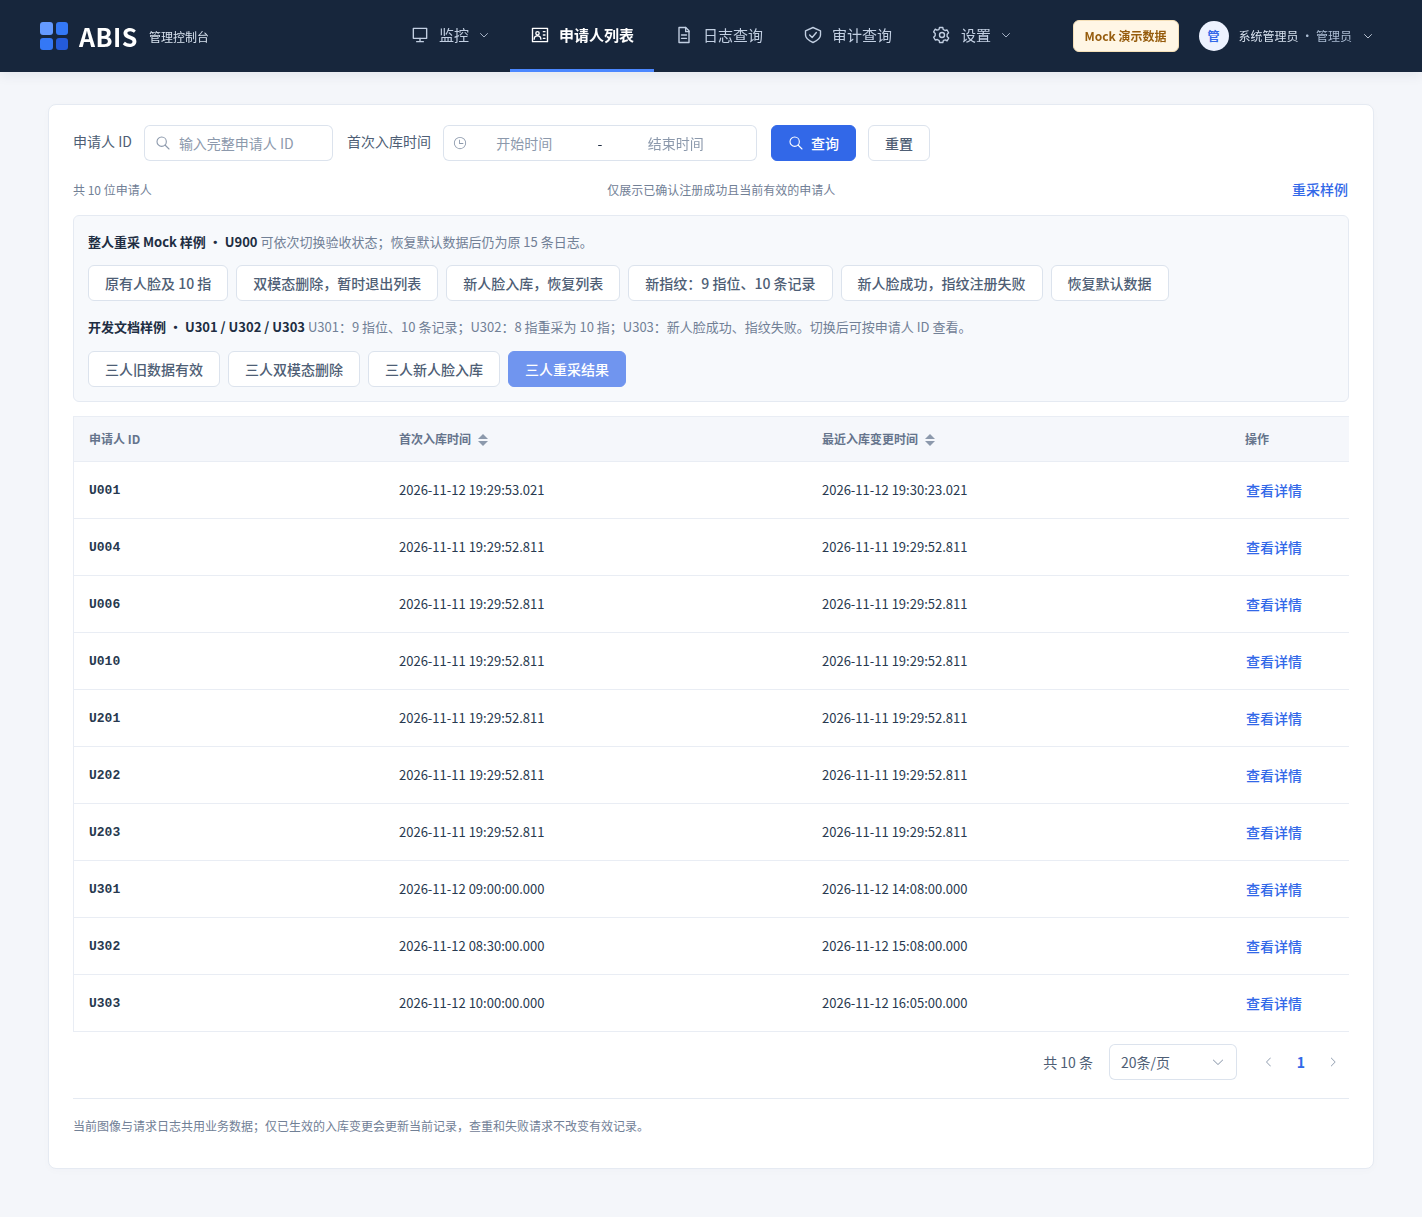 ABIS 管理控制台 监控 申请人列表 日志查询 审计查询 设置 Mock 演示数据 管 系统管理员 · 管理员
申请人 ID 输入完整申请人 ID 首次入库时间 开始时间 - 结束时间 查询 重置
共 10 位申请人 仅展示已确认注册成功且当前有效的申请人 重采样例
整人重采 Mock 样例 · U900 可依次切换验收状态；恢复默认数据后仍为原 15 条日志。
原有人脸及 10 指 双模态删除，暂时退出列表 新人脸入库，恢复列表 新指纹：9 指位、10 条记录 新人脸成功，指纹注册失败 恢复默认数据
开发文档样例 · U301 / U302 / U303 U301：9 指位、10 条记录；U302：8 指重采为 10 指；U303：新人脸成功、指纹失败。切换后可按申请人 ID 查看。
三人旧数据有效 三人双模态删除 三人新人脸入库 三人重采结果
申请人 ID 首次入库时间 最近入库变更时间 操作
U001 2026-11-12 19:29:53.021 2026-11-12 19:30:23.021 查看详情
U004 2026-11-11 19:29:52.811 2026-11-11 19:29:52.811 查看详情
U006 2026-11-11 19:29:52.811 2026-11-11 19:29:52.811 查看详情
U010 2026-11-11 19:29:52.811 2026-11-11 19:29:52.811 查看详情
U201 2026-11-11 19:29:52.811 2026-11-11 19:29:52.811 查看详情
U202 2026-11-11 19:29:52.811 2026-11-11 19:29:52.811 查看详情
U203 2026-11-11 19:29:52.811 2026-11-11 19:29:52.811 查看详情
U301 2026-11-12 09:00:00.000 2026-11-12 14:08:00.000 查看详情
U302 2026-11-12 08:30:00.000 2026-11-12 15:08:00.000 查看详情
U303 2026-11-12 10:00:00.000 2026-11-12 16:05:00.000 查看详情
共 10 条 20条/页 1
当前图像与请求日志共用业务数据；仅已生效的入库变更会更新当前记录，查重和失败请求不改变有效记录。